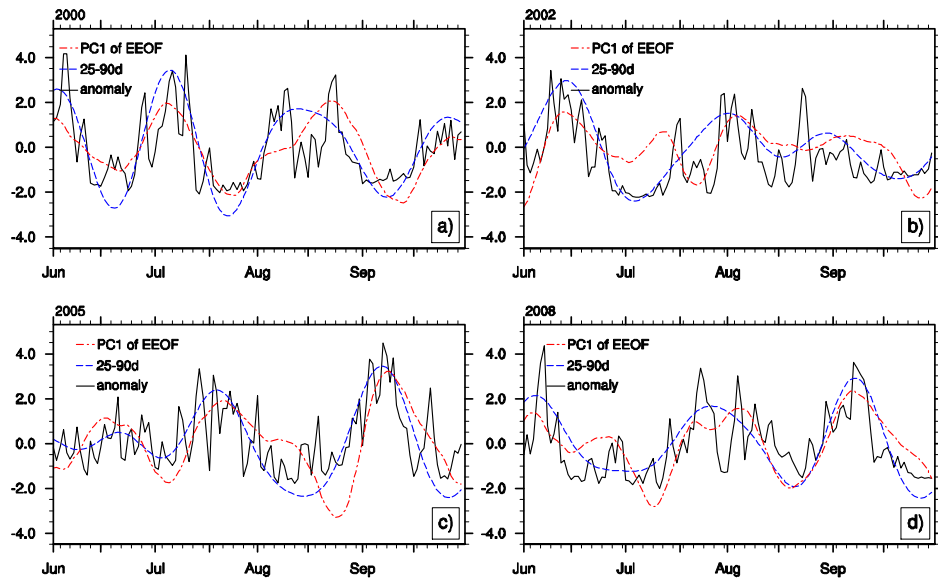 2000
PC1 of EEOF
25-90d
anomaly
4.0
2.0
0.0
-2.0
-4.0
a)
Jun Jul Aug Sep
2002
PC1 of EEOF
25-90d
anomaly
4.0
2.0
0.0
-2.0
-4.0
b)
Jun Jul Aug Sep
2005
PC1 of EEOF
25-90d
anomaly
4.0
2.0
0.0
-2.0
-4.0
c)
Jun Jul Aug Sep
2008
PC1 of EEOF
25-90d
anomaly
4.0
2.0
0.0
-2.0
-4.0
d)
Jun Jul Aug Sep